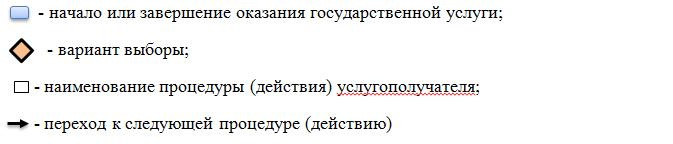 - начало или завершение оказания государственной услуги;
- вариант выборы;
- наименование процедуры (действия) услугополучателя;
- переход к следующей процедуре (действию)